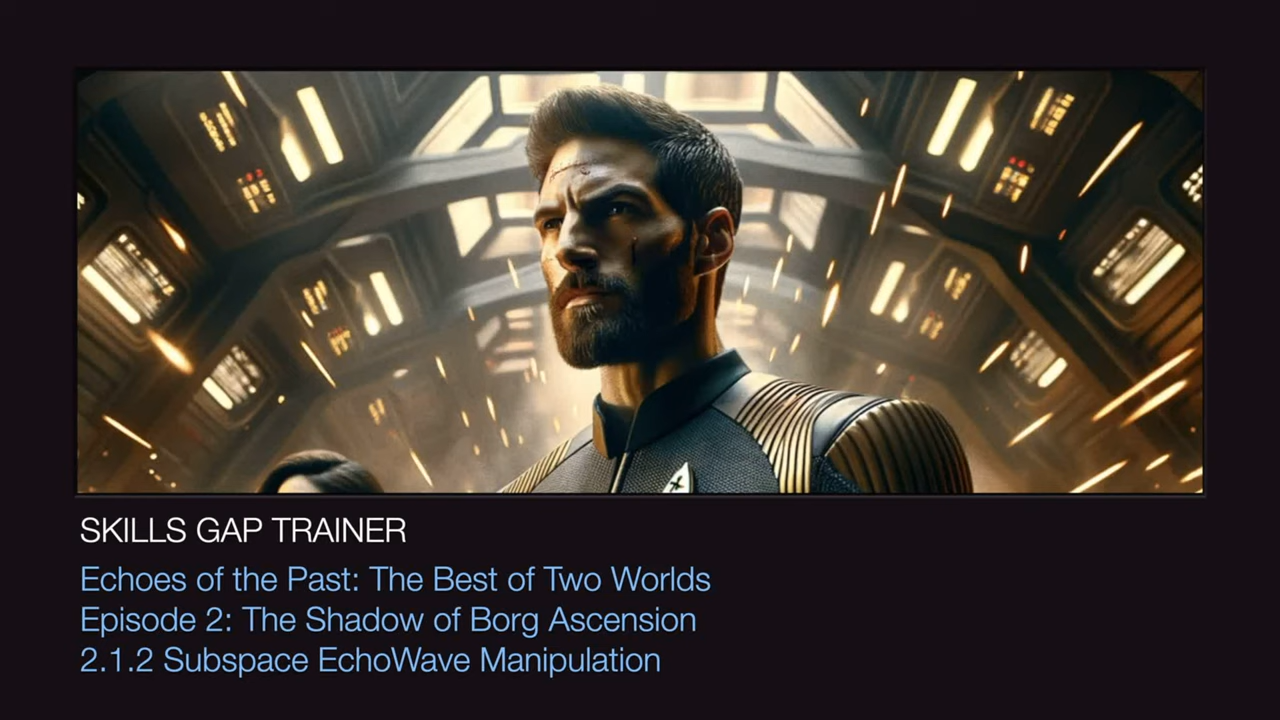 SKILLS GAP TRAINER
Echoes of the Past: The Best of Two Worlds
Episode 2: The Shadow of Borg Ascension
2.1.2 Subspace EchoWave Manipulation